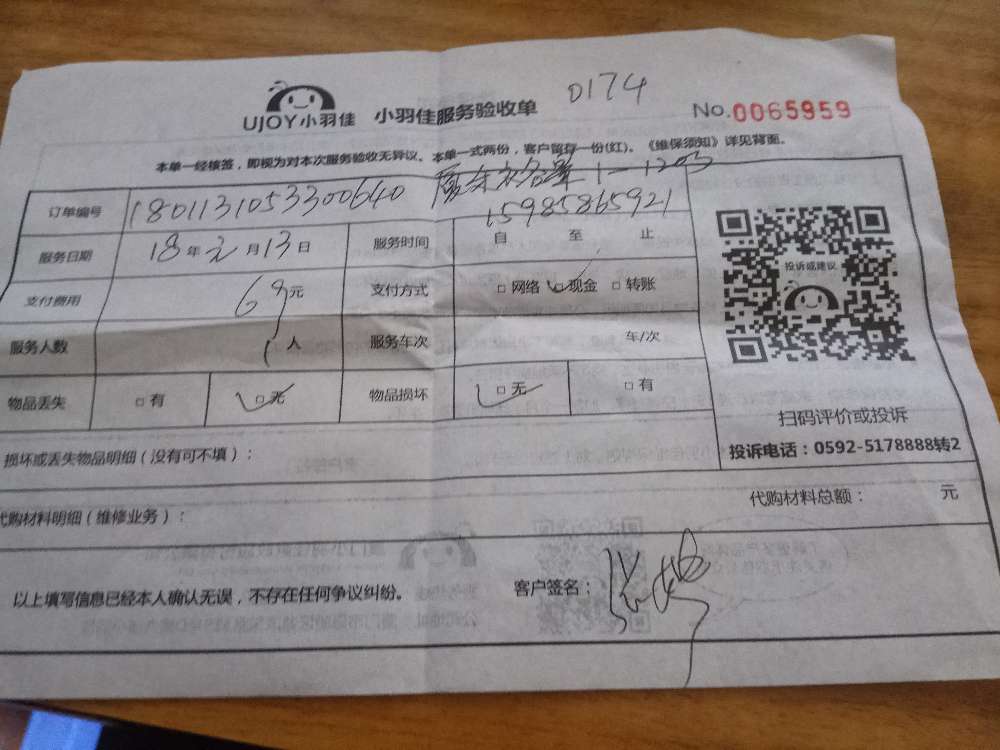 UJOY小羽佳 小羽佳服务验收单 0174 No.0065959
本单一经核签，即视为对本次服务验收无异议、本单一式两份，客户留存一份(红)。《维保须知》详见背面。
1-1203
订单编号 1801131053300640 15985865921
服务日期 18年元月13日 服务时间 自 至 止
支付费用 69元 支付方式 □网络 □现金 □转账
服务人数 1人 服务车次 车/次
物品丢失 □有 □无 物品损坏 □无 □有
投诉或建议
扫码评价或投诉
投诉电话：0592-5178888转2
损坏或丢失物品明细（没有可不填）：
代购材料总额： 元
代购材料明细（维修业务）：
以上填写信息已经本人确认无误，不存在任何争议纠纷。 客户签名：